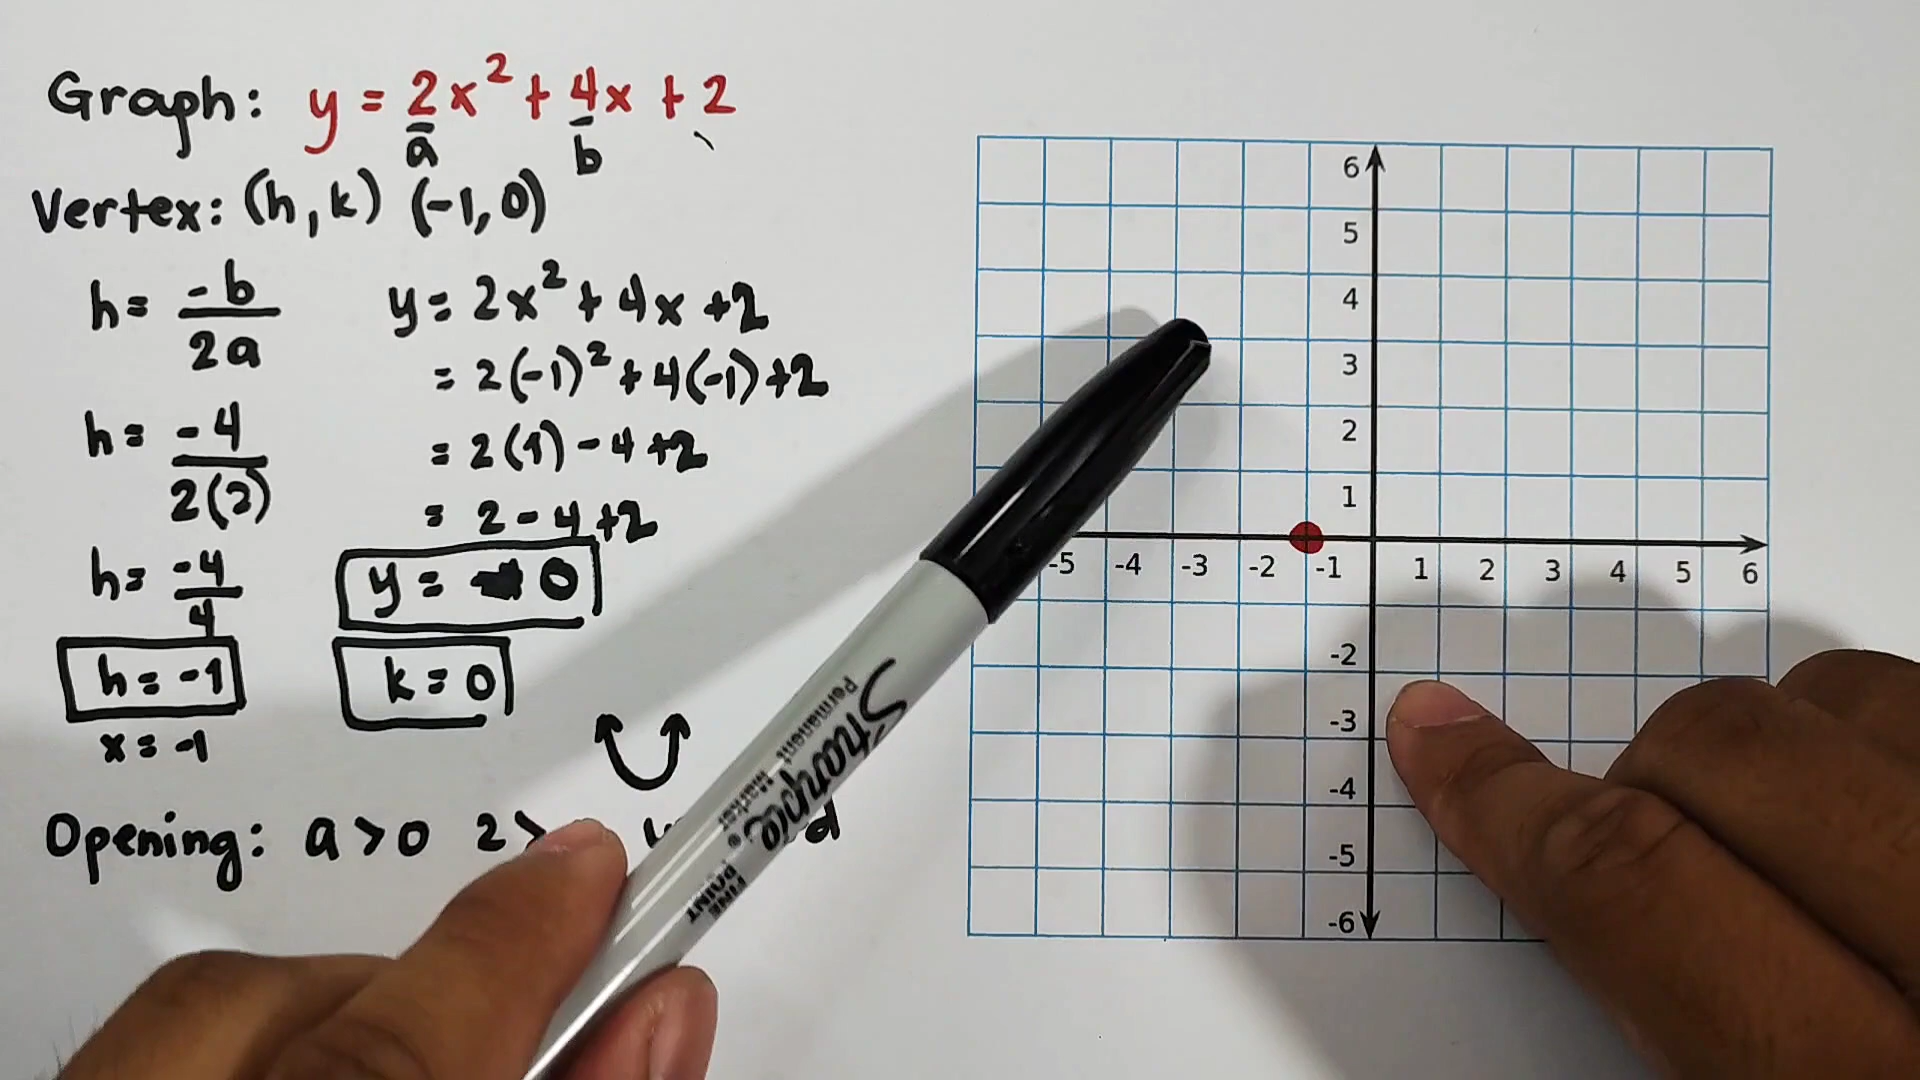 Graph: y = 2x² + 4x + 2
a b
Vertex: (h, k) (-1, 0)
h = -b/2a
h = -4/2(2)
h = -4/4
h = -1
x = -1
y = 2x² + 4x + 2
= 2(-1)² + 4(-1) + 2
= 2(1) - 4 + 2
= 2 - 4 + 2
y = 0
k = 0
Opening: a > 0 2 >
Sharpie
Permanent Marker
FINE POINT
6
5
4
3
2
1
-5 -4 -3 -2 -1 1 2 3 4 5 6
-2
-3
-4
-5
-6